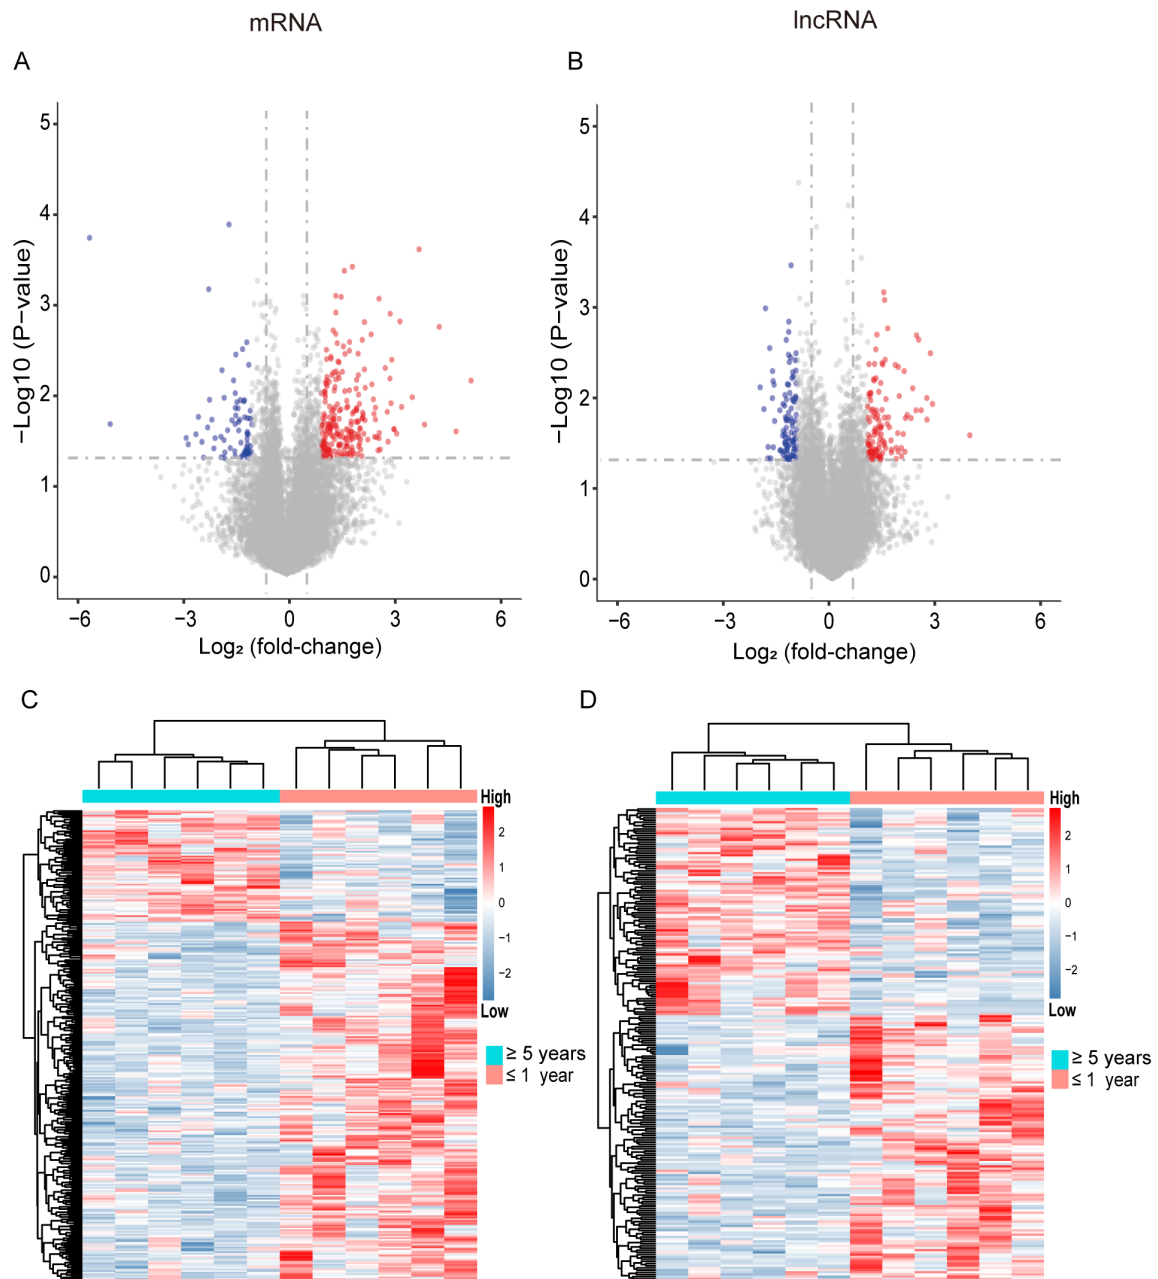 mRNA
lncRNA
A
B
−Log10 (P−value)
5
4
3
2
1
0
−6
−3
0
3
6
Log₂ (fold-change)
−Log10 (P−value)
5
4
3
2
1
0
−6
−3
0
3
6
Log₂ (fold-change)
C
D
High
2
1
0
−1
−2
Low
≥ 5 years
≤ 1 year
High
2
1
0
−1
−2
Low
≥ 5 years
≤ 1 year